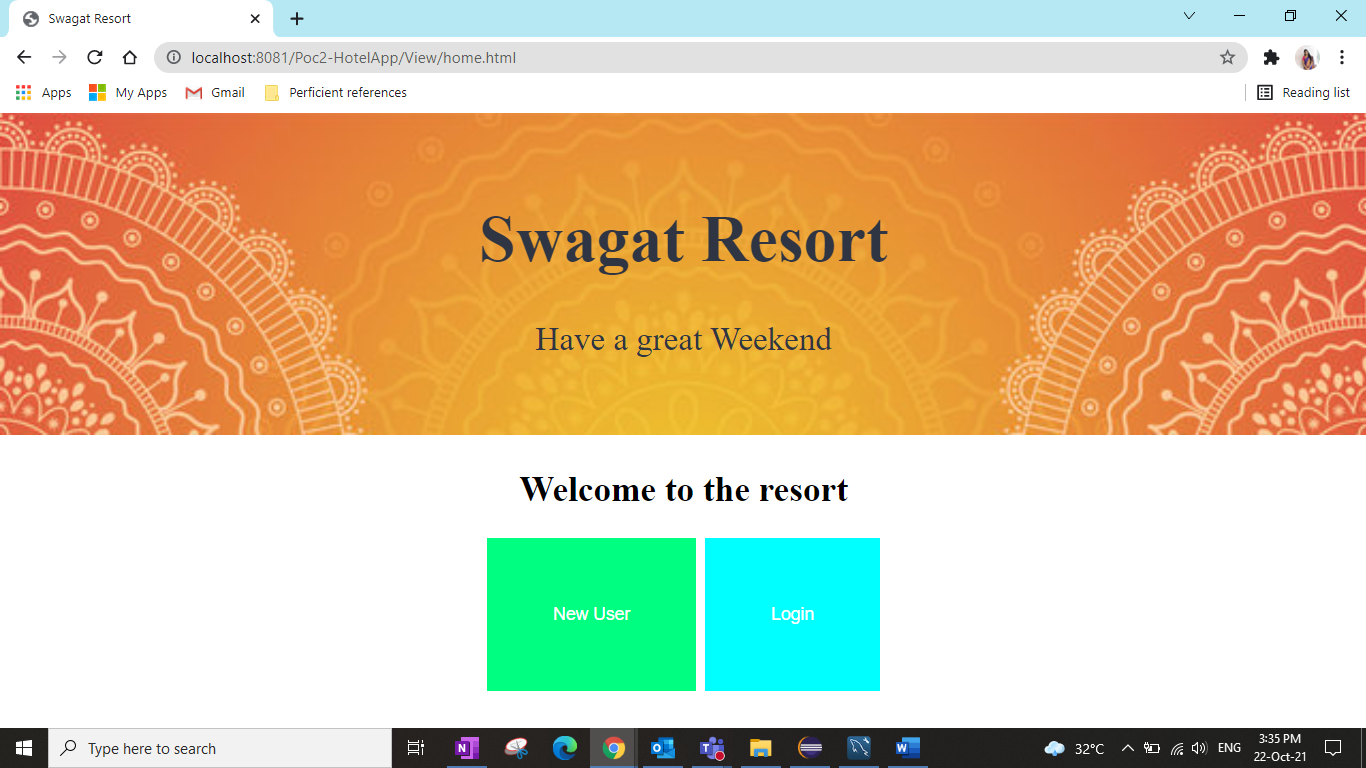 Swagat Resort
localhost:8081/Poc2-HotelApp/View/home.html
Apps My Apps Gmail Perficient references Reading list
Swagat Resort
Have a great Weekend
Welcome to the resort
New User Login
Type here to search 32°C ENG 3:35 PM
22-Oct-21